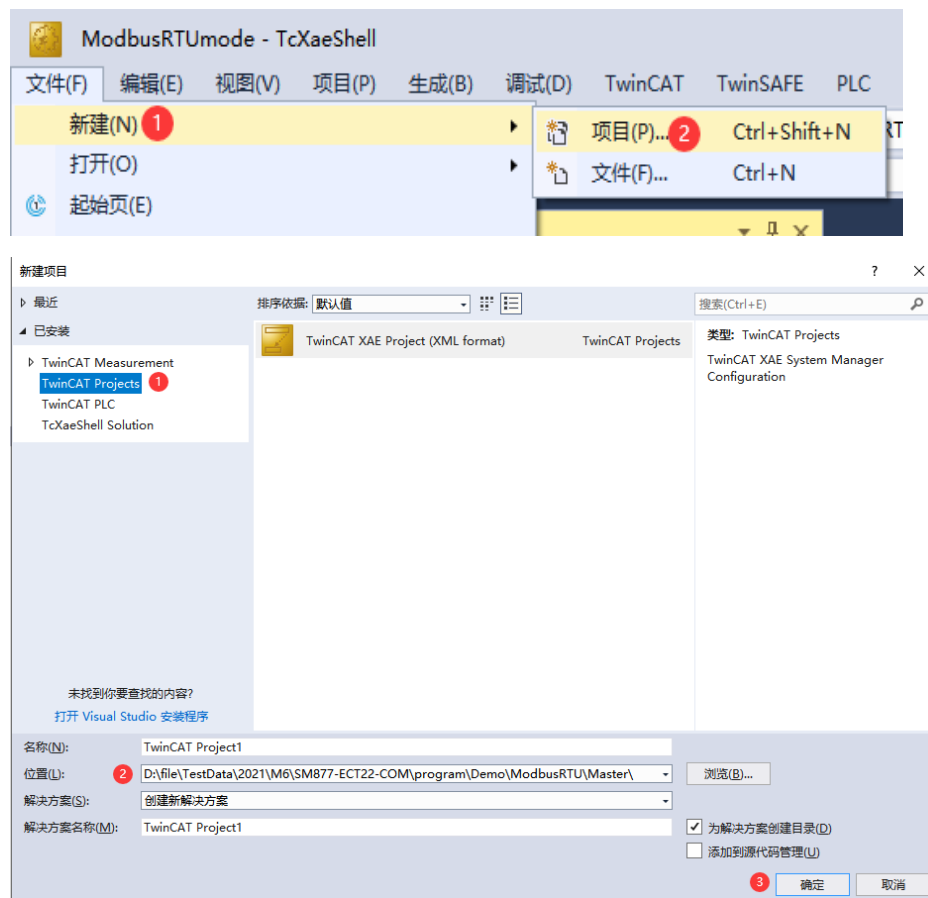 ModbusRTUmode - TcXaeShell
文件(F) 编辑(E) 视图(V) 项目(P) 生成(B) 调试(D) TwinCAT TwinSAFE PLC
新建(N) 1 项目(P)... 2 Ctrl+Shift+N RT
打开(O) 文件(F)... Ctrl+N
起始页(E)
新建项目 ? ×
最近 排序依据: 默认值 搜索(Ctrl+E)
已安装
TwinCAT XAE Project (XML format) TwinCAT Projects 类型: TwinCAT Projects
TwinCAT Measurement TwinCAT XAE System Manager
TwinCAT Projects 1 Configuration
TwinCAT PLC
TcXaeShell Solution
未找到你要查找的内容?
打开 Visual Studio 安装程序
名称(N): TwinCAT Project1
位置(L): 2 D:\file\TestData\2021\M6\SM877-ECT22-COM\program\Demo\ModbusRTU\Master\ 浏览(B)...
解决方案(S): 创建新解决方案
解决方案名称(M): TwinCAT Project1 为解决方案创建目录(D)
添加到源代码管理(U)
3 确定 取消